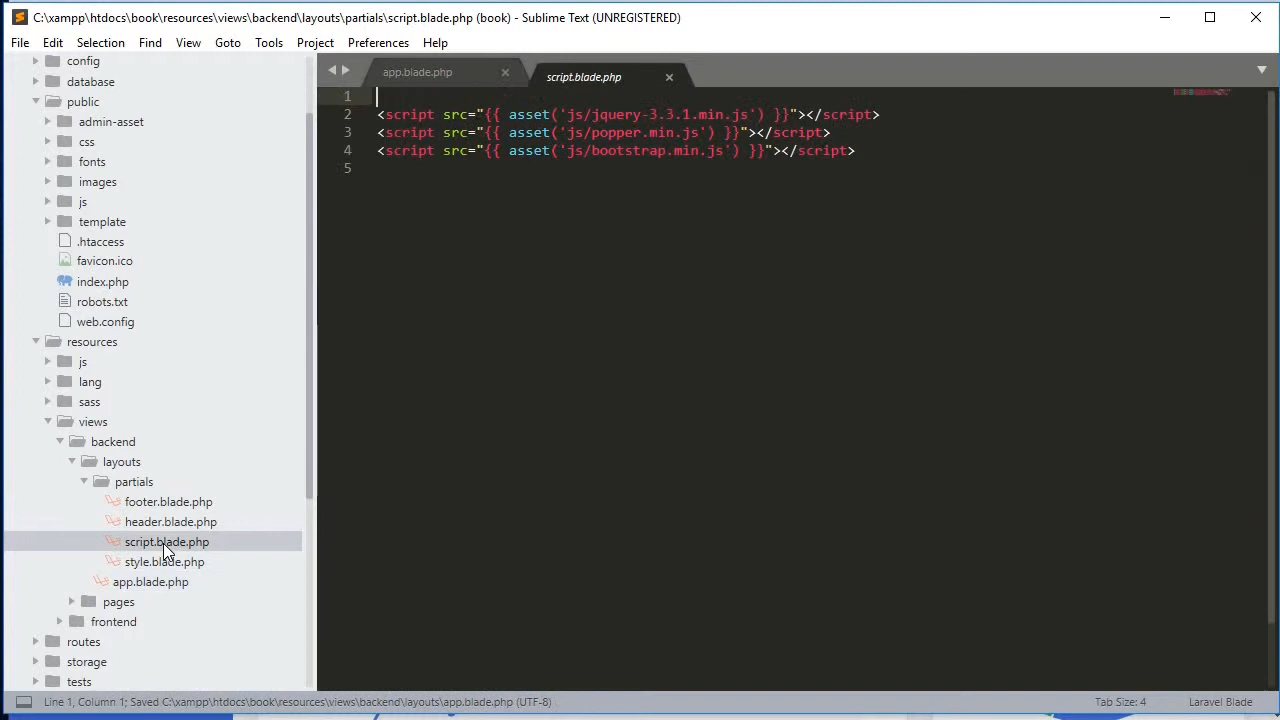 C:\xampp\htdocs\book\resources\views\backend\layouts\partials\script.blade.php (book) - Sublime Text (UNREGISTERED)
File Edit Selection Find View Goto Tools Project Preferences Help
config
database
public
admin-asset
css
fonts
images
js
template
.htaccess
favicon.ico
index.php
robots.txt
web.config
resources
js
lang
sass
views
backend
layouts
partials
footer.blade.php
header.blade.php
script.blade.php
style.blade.php
app.blade.php
pages
frontend
routes
storage
tests
app.blade.php script.blade.php
1
2 <script src="{{ asset('js/jquery-3.3.1.min.js') }}"></script>
3 <script src="{{ asset('js/popper.min.js') }}"></script>
4 <script src="{{ asset('js/bootstrap.min.js') }}"></script>
5
Line 1, Column 1; Saved C:\xampp\htdocs\book\resources\views\backend\layouts\app.blade.php (UTF-8) Tab Size: 4 Laravel Blade